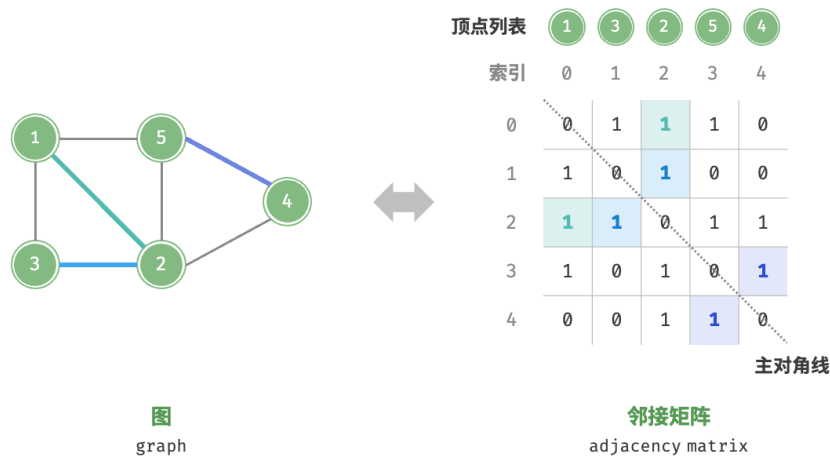 顶点列表 1 3 2 5 4
索引 0 1 2 3 4
0 0 1 1 1 0
1 1 0 1 0 0
2 1 1 0 1 1
3 1 0 1 0 1
4 0 0 1 1 0
主对角线
1 5
4
3 2
图 邻接矩阵
graph adjacency matrix